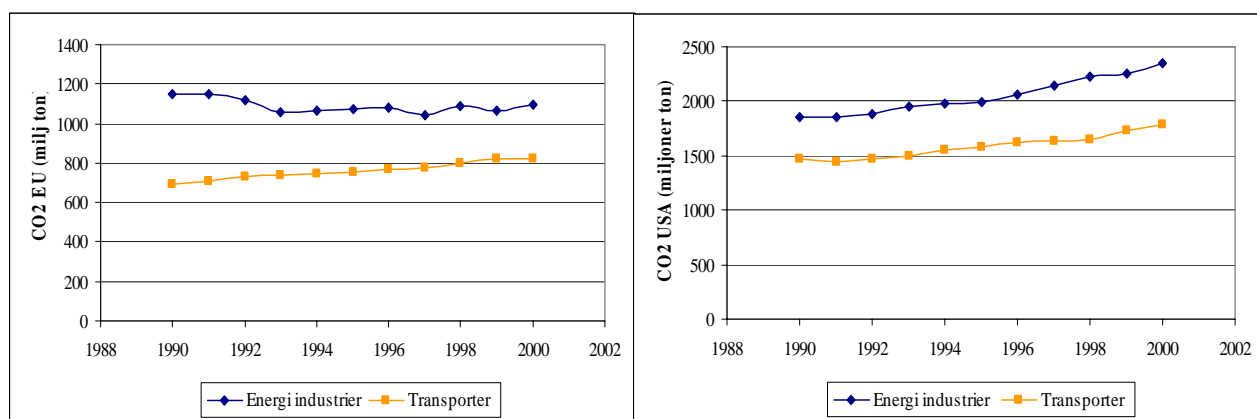 CO2 EU (milj ton)
1400
1200
1000
800
600
400
200
0
1988 1990 1992 1994 1996 1998 2000 2002
Energi industrier Transporter
CO2 USA (miljoner ton)
2500
2000
1500
1000
500
0
1988 1990 1992 1994 1996 1998 2000 2002
Energi industrier Transporter